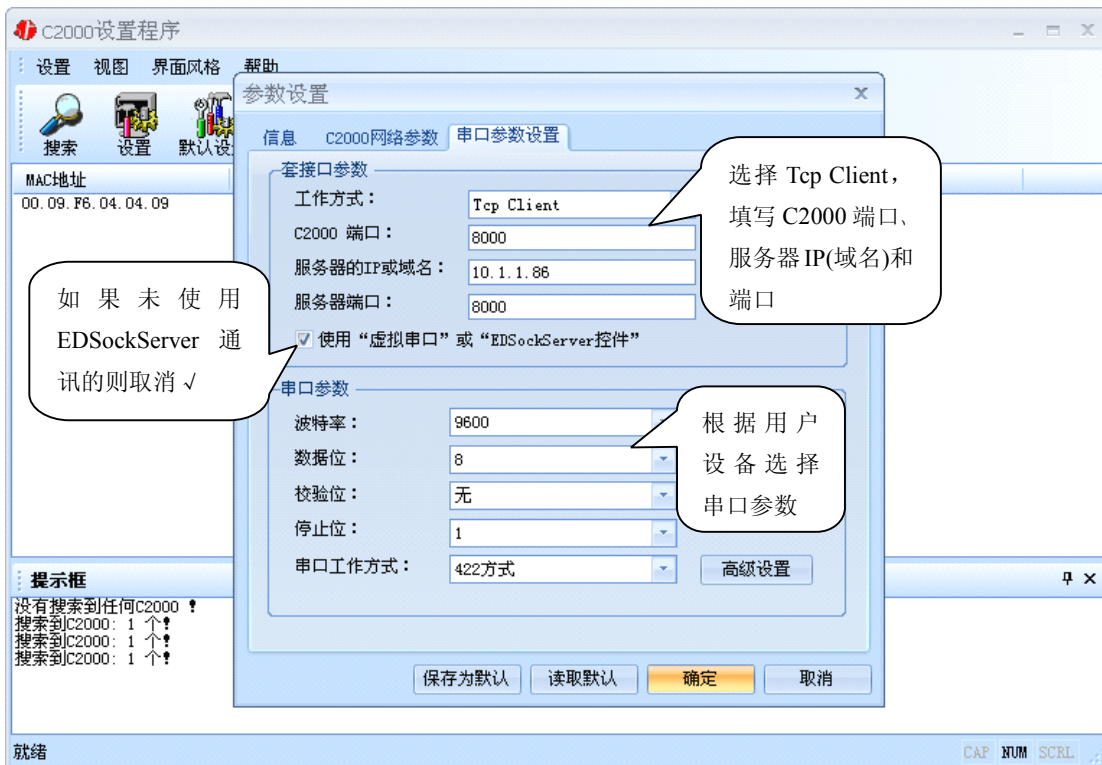 C2000设置程序
设置 视图 界面风格 帮助
搜索 设置 默认设
MAC地址
00.09.F6.04.04.09
参数设置
信息 C2000网络参数 串口参数设置
套接口参数
工作方式： Tcp Client
C2000 端口： 8000
服务器的IP或域名： 10.1.1.86
服务器端口： 8000
使用“虚拟串口”或“EDSockServer控件”
串口参数
波特率： 9600
数据位： 8
校验位： 无
停止位： 1
串口工作方式： 422方式 高级设置
保存为默认 读取默认 确定 取消
选择 Tcp Client，
填写 C2000 端口、
服务器 IP(域名)和
端口
如果未使用
EDSockServer 通
讯的则取消√
根据用户
设备选择
串口参数
提示框
没有搜索到任何C2000 ！
搜索到C2000: 1 个！
搜索到C2000: 1 个！
搜索到C2000: 1 个！
就绪 CAP NUM SCRL